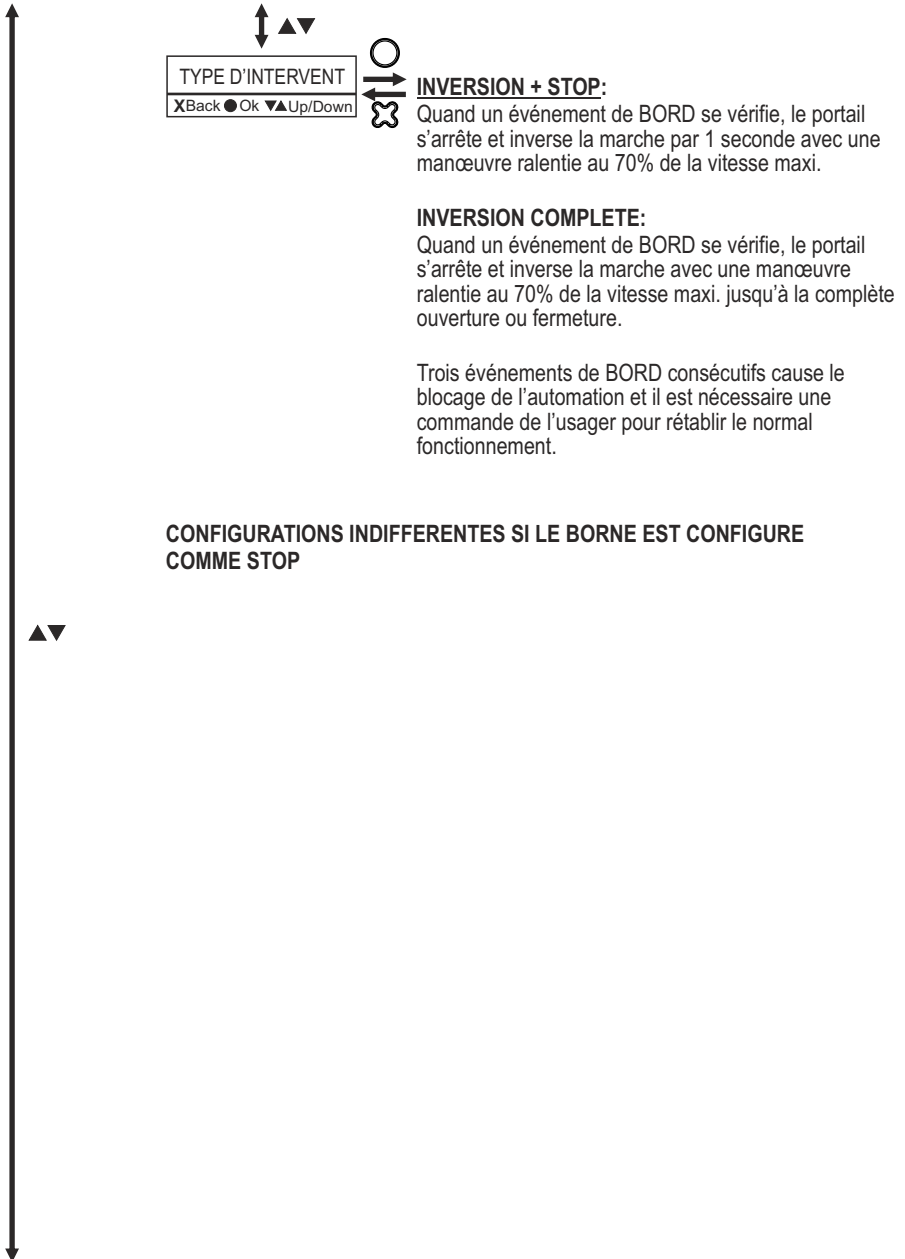 ▲▼
TYPE D’INTERVENT
XBack ● Ok ▼▲Up/Down
INVERSION + STOP:
Quand un événement de BORD se vérifie, le portail
s’arrête et inverse la marche par 1 seconde avec une
manœuvre ralentie au 70% de la vitesse maxi.
INVERSION COMPLETE:
Quand un événement de BORD se vérifie, le portail
s’arrête et inverse la marche avec une manœuvre
ralentie au 70% de la vitesse maxi. jusqu’à la complète
ouverture ou fermeture.
Trois événements de BORD consécutifs cause le
blocage de l’automation et il est nécessaire une
commande de l’usager pour rétablir le normal
fonctionnement.
CONFIGURATIONS INDIFFERENTES SI LE BORNE EST CONFIGURE
COMME STOP
▲▼